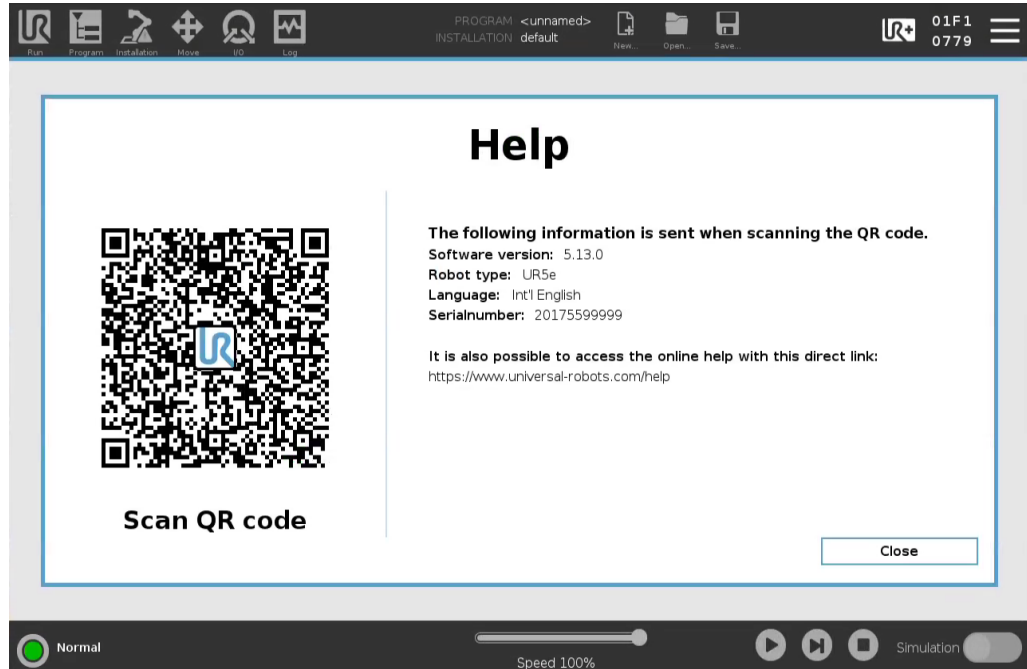 PROGRAM <unnamed>
INSTALLATION default
01F1
0779
Run Program Installation Move I/O Log New... Open... Save...
UR+
Help
The following information is sent when scanning the QR code.
Software version: 5.13.0
Robot type: UR5e
Language: Int'l English
Serialnumber: 20175599999
It is also possible to access the online help with this direct link:
https://www.universal-robots.com/help
UR
Scan QR code
Close
Normal
Speed 100%
Simulation